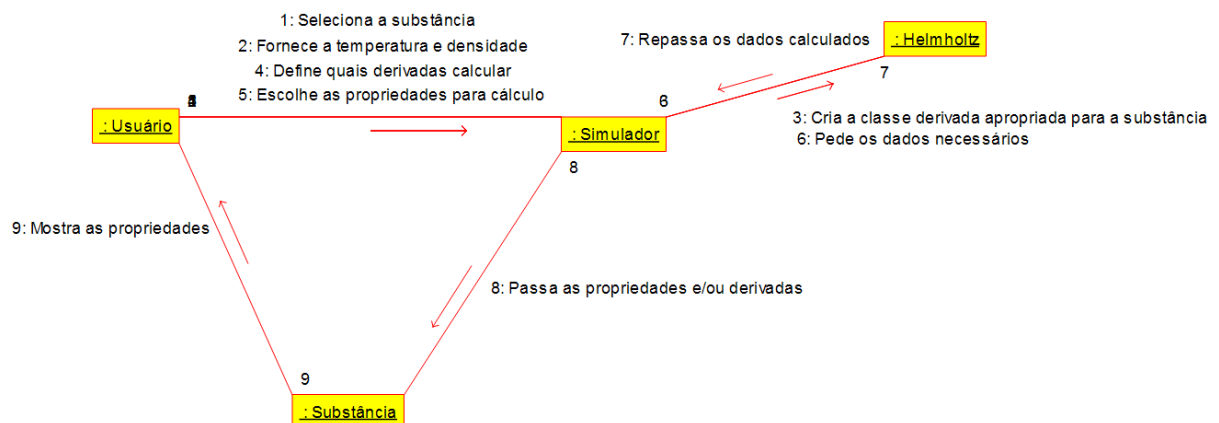 1: Seleciona a substância
2: Fornece a temperatura e densidade
4: Define quais derivadas calcular
5: Escolhe as propriedades para cálculo
7: Repassa os dados calculados
: Helmholtz
7
6
: Usuário
: Simulador
3: Cria a classe derivada apropriada para a substância
6: Pede os dados necessários
8
9: Mostra as propriedades
8: Passa as propriedades e/ou derivadas
9
: Substância